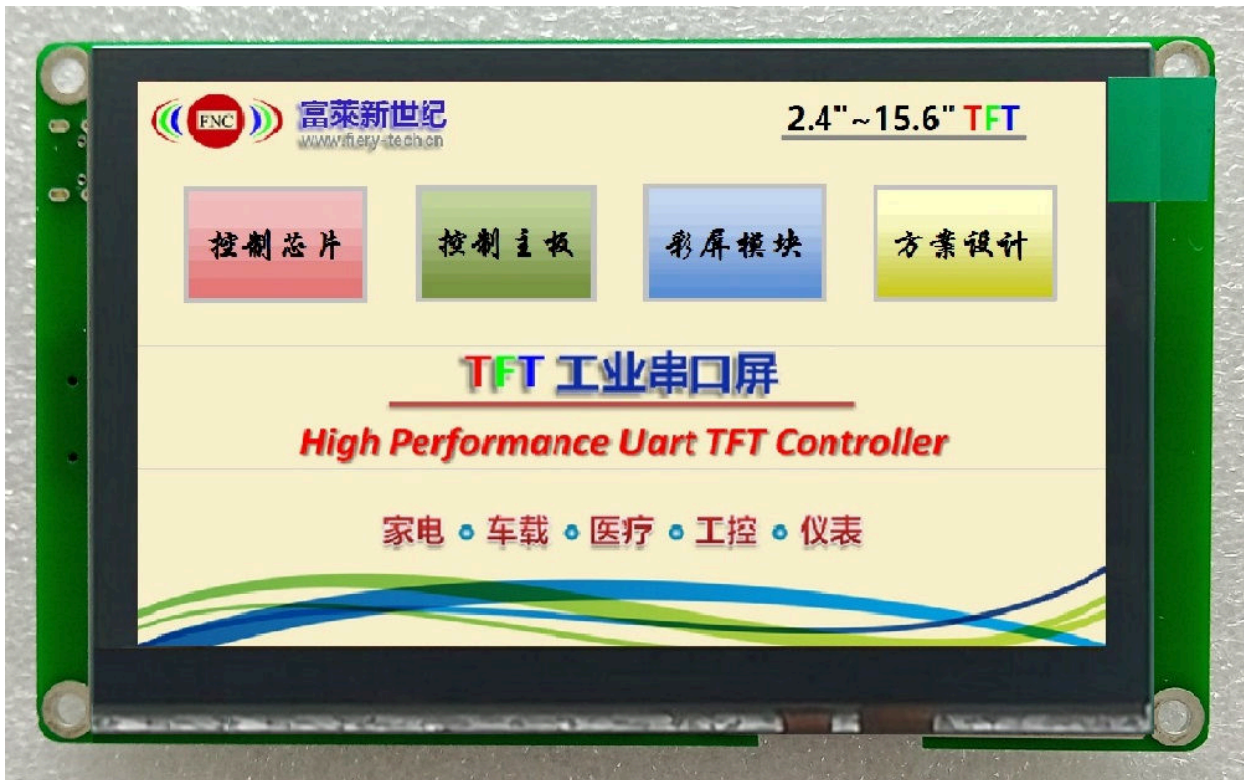 FNC
富莱新世纪
www.fiery-tech.cn
2.4"~15.6" TFT
控制芯片
控制主板
彩屏模块
方案设计
TFT 工业串口屏
High Performance Uart TFT Controller
家电 • 车载 • 医疗 • 工控 • 仪表